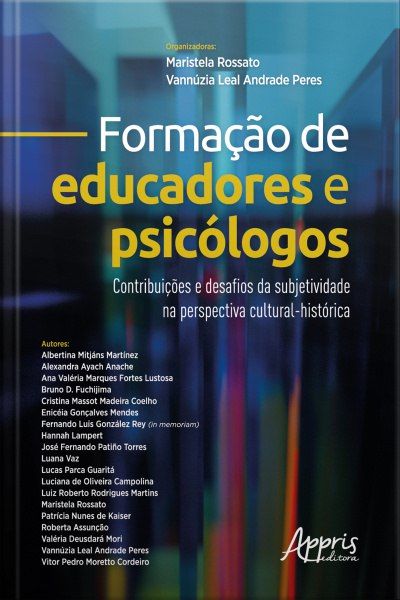 Organizadoras:
Maristela Rossato
Vannúzia Leal Andrade Peres
Formação de
educadores e
psicólogos
Contribuições e desafios da subjetividade
na perspectiva cultural-histórica
Autores:
Albertina Mitjáns Martínez
Alexandra Ayach Anache
Ana Valéria Marques Fortes Lustosa
Bruno D. Fuchijima
Cristina Massot Madeira Coelho
Enicéia Gonçalves Mendes
Fernando Luís González Rey (in memoriam)
Hannah Lampert
José Fernando Patiño Torres
Luana Vaz
Lucas Parca Guaritá
Luciana de Oliveira Campolina
Luiz Roberto Rodrigues Martins
Maristela Rossato
Patrícia Nunes de Kaiser
Roberta Assunção
Valéria Deusdará Mori
Vannúzia Leal Andrade Peres
Vitor Pedro Moretto Cordeiro
Appris
editora